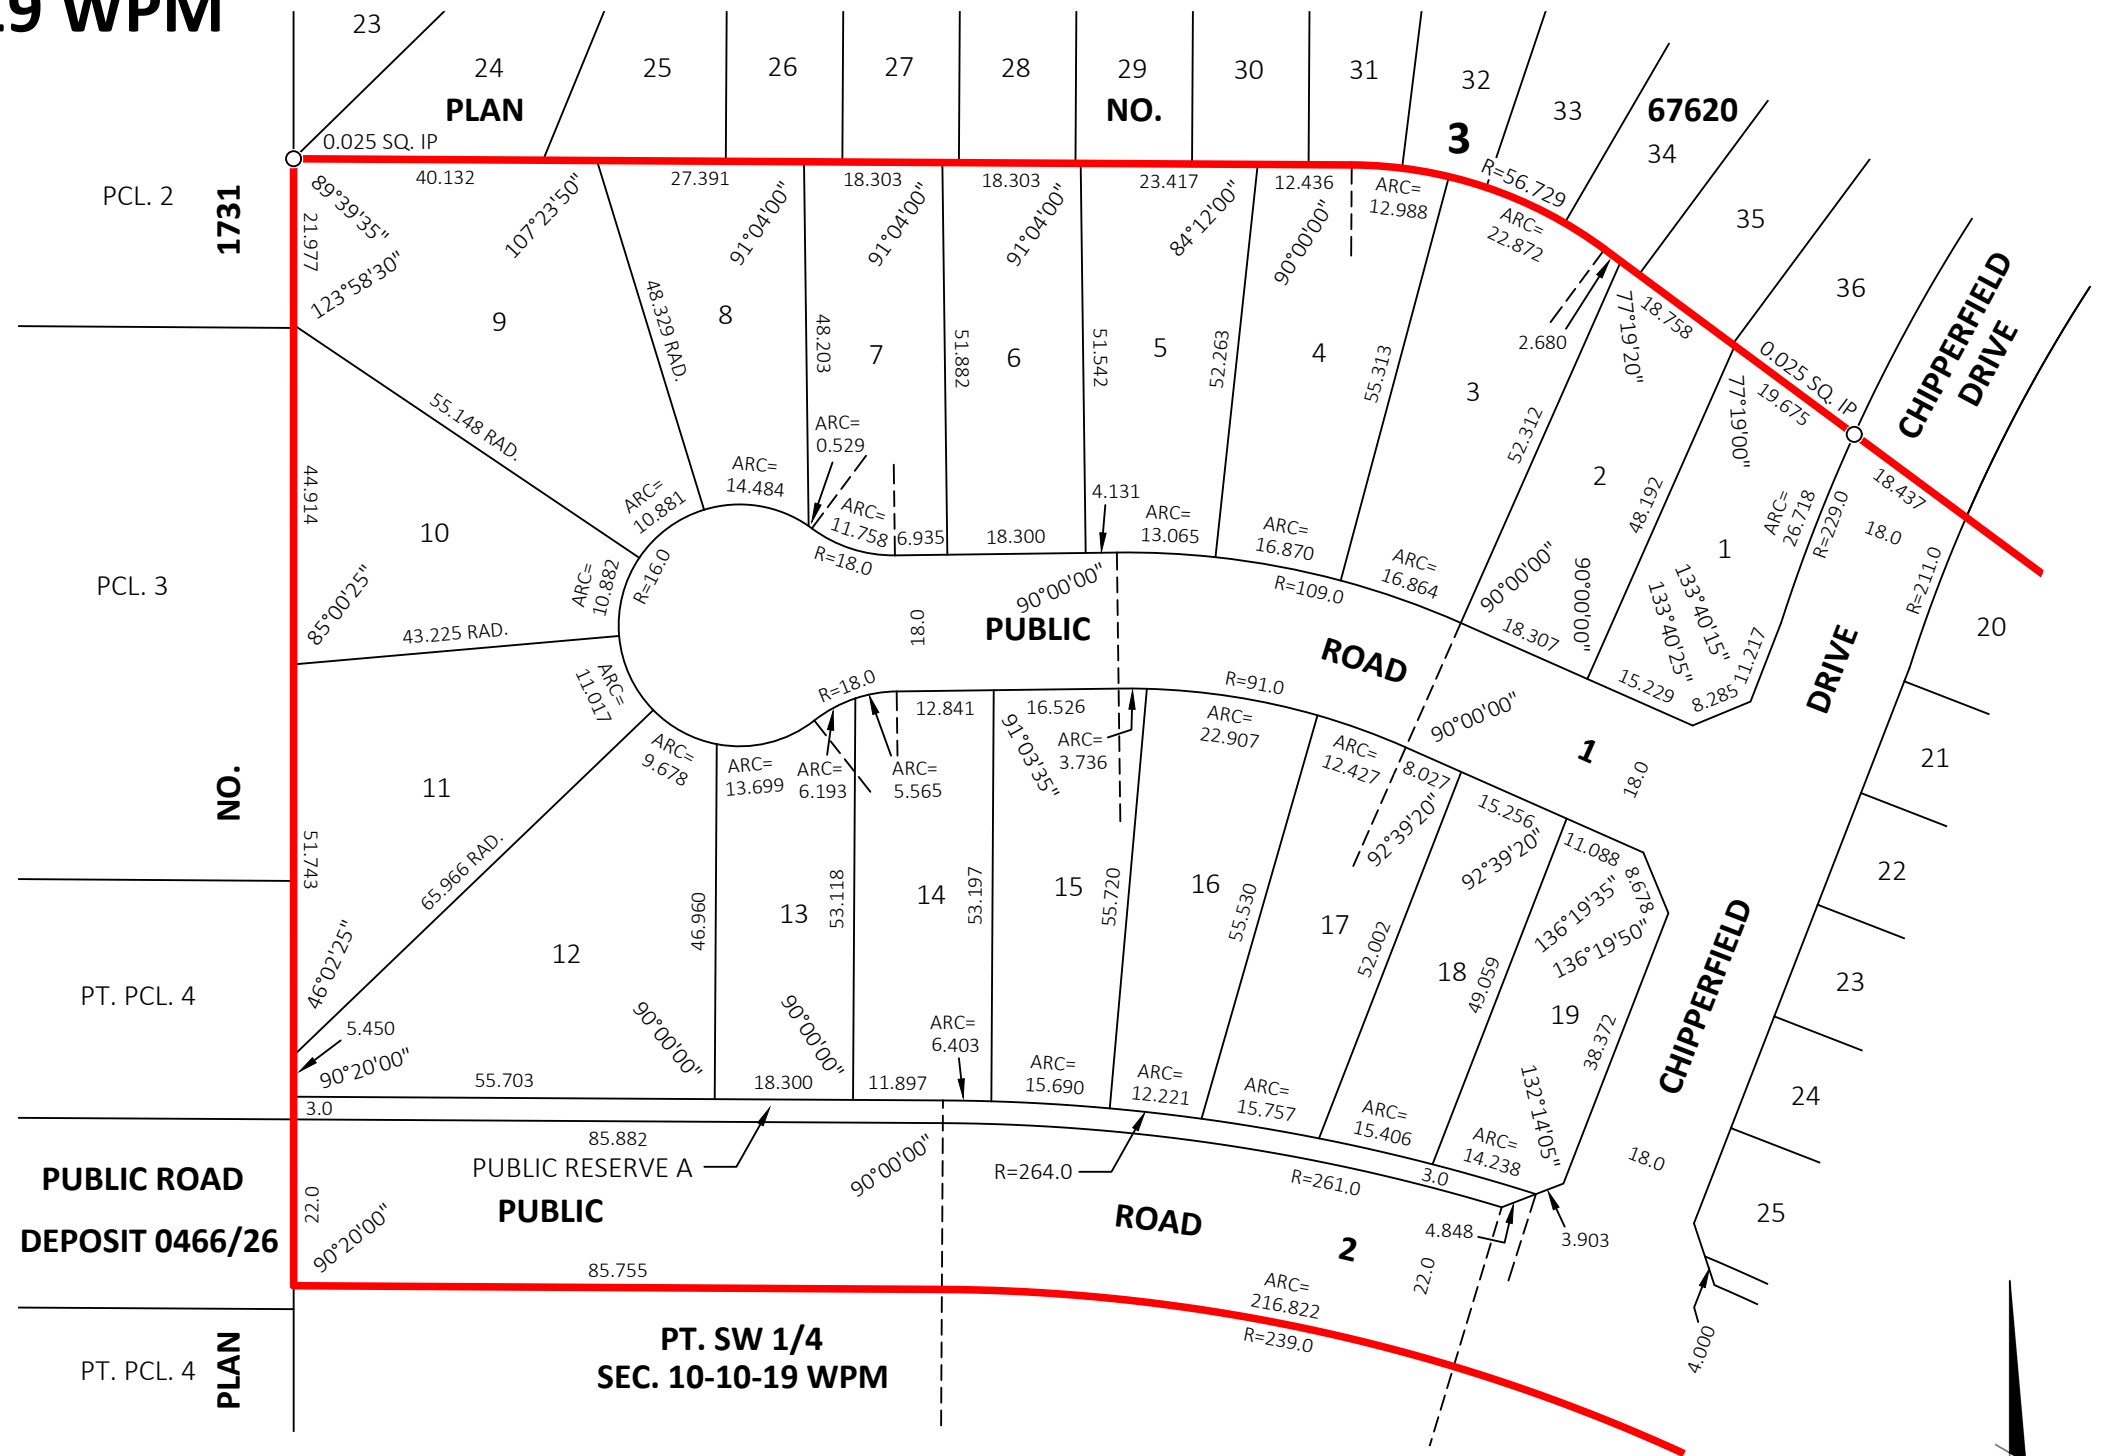 19 WPM
23
24
25
26
27
28
29
30
31
32
33
34
35
36
PLAN
NO.
67620
3
0.025 SQ. IP
PCL. 2
1731
89°39'35"
21.977
123°58'30"
40.132
107°23'50"
27.391
91°04'00"
18.303
91°04'00"
18.303
91°04'00"
23.417
84°12'00"
12.436
90°00'00"
ARC=
12.988
R=56.729
ARC=
22.872
2.680
77°19'20"
18.758
0.025 SQ. IP
19.675
77°19'00"
CHIPPERFIELD
DRIVE
18.437
18.0
9
8
7
6
5
4
3
2
1
48.329 RAD.
48.203
51.882
51.542
52.263
55.313
52.312
48.192
ARC=
26.718
R=229.0
R=211.0
55.148 RAD.
ARC=
0.529
ARC=
14.484
ARC=
10.881
ARC=
11.758
R=18.0
6.935
18.300
4.131
ARC=
13.065
ARC=
16.870
R=109.0
ARC=
16.864
90°00'00"
18.307
90°00'00"
15.229
133°40'15"
133°40'25"
8.285
11.217
PCL. 3
44.914
10
85°00'25"
43.225 RAD.
ARC=
10.882
R=16.0
18.0
90°00'00"
PUBLIC
ROAD
1
18.0
DRIVE
20
21
22
23
24
25
R=18.0
ARC=
11.017
12.841
16.526
R=91.0
90°00'00"
NO.
11
51.743
65.966 RAD.
ARC=
9.678
ARC=
13.699
ARC=
6.193
ARC=
5.565
91°03'35"
ARC=
3.736
ARC=
22.907
ARC=
12.427
8.027
92°39'20"
15.256
92°39'20"
11.088
8.678
136°19'35"
136°19'50"
12
13
14
15
16
17
18
19
46.960
53.118
53.197
55.720
55.530
52.002
49.059
38.372
CHIPPERFIELD
PT. PCL. 4
46°02'25"
5.450
90°20'00"
55.703
90°00'00"
18.300
90°00'00"
11.897
ARC=
6.403
ARC=
15.690
ARC=
12.221
ARC=
15.757
ARC=
15.406
ARC=
14.238
132°14'05"
18.0
3.0
85.882
PUBLIC RESERVE A
90°00'00"
R=264.0
R=261.0
3.0
4.848
3.903
PUBLIC ROAD
DEPOSIT 0466/26
22.0
90°20'00"
PUBLIC
ROAD
2
22.0
85.755
ARC=
216.822
R=239.0
4.000
PT. SW 1/4
SEC. 10-10-19 WPM
PT. PCL. 4
PLAN